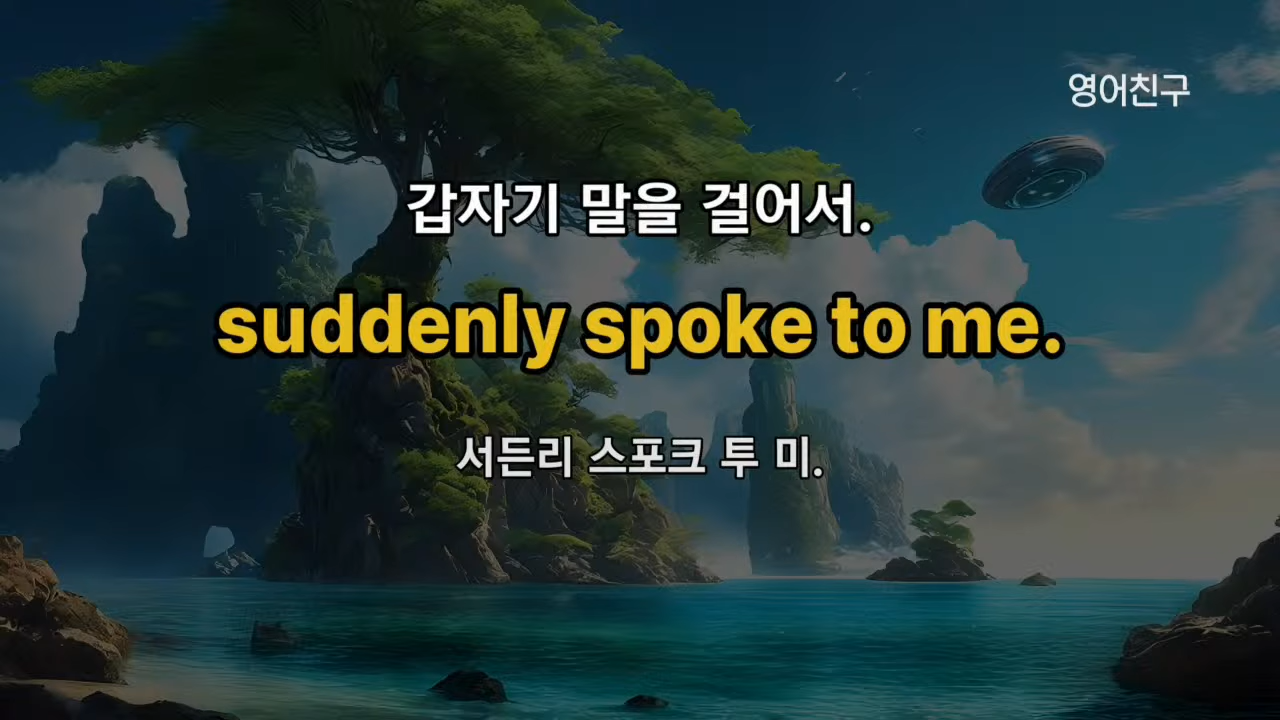 영어친구
갑자기 말을 걸어서.
suddenly spoke to me.
서든리 스포크 투 미.